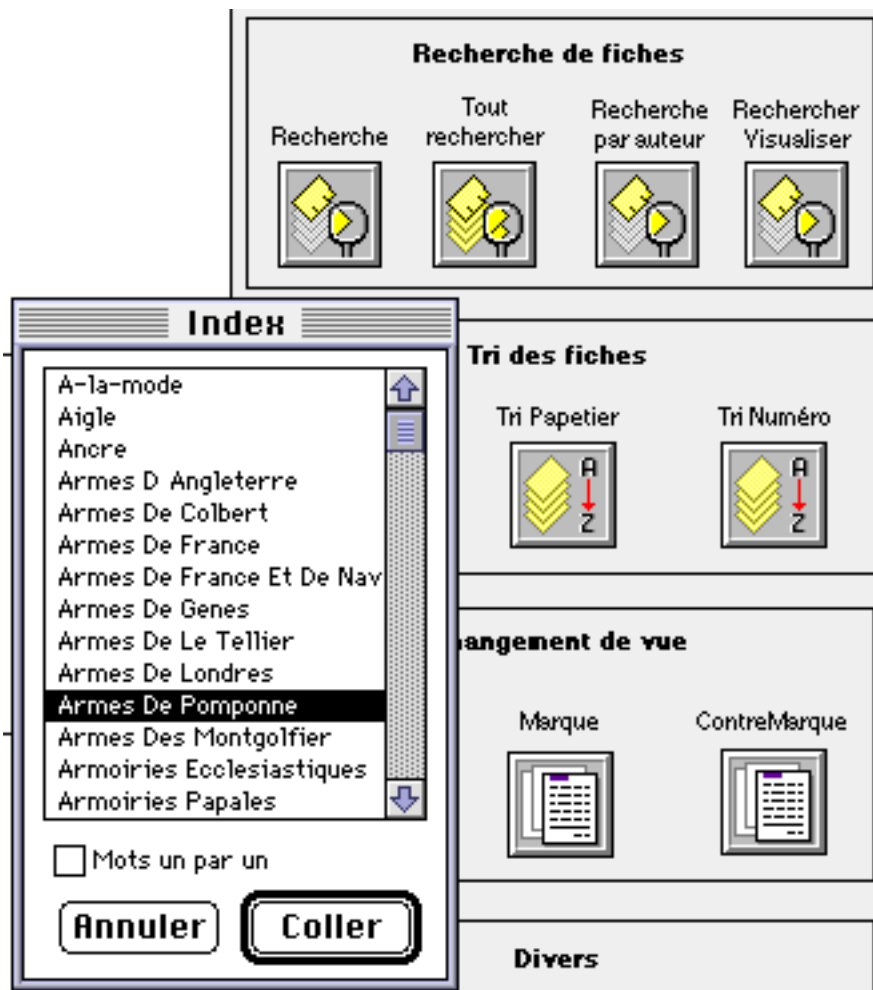 Recherche de fiches
Recherche
Tout
rechercher
Recherche
par auteur
Rechercher
Visualiser
Index
A-la-mode
Aigle
Ancre
Armes D Angleterre
Armes De Colbert
Armes De France
Armes De France Et De Nav
Armes De Genes
Armes De Le Tellier
Armes De Londres
Armes De Pomponne
Armes Des Montgolfier
Armoiries Ecclesiastiques
Armoiries Papales
Mots un par un
Annuler
Coller
Tri des fiches
Tri Papetier
A
Z
Tri Numéro
A
Z
hangement de vue
Marque
ContreMarque
Divers